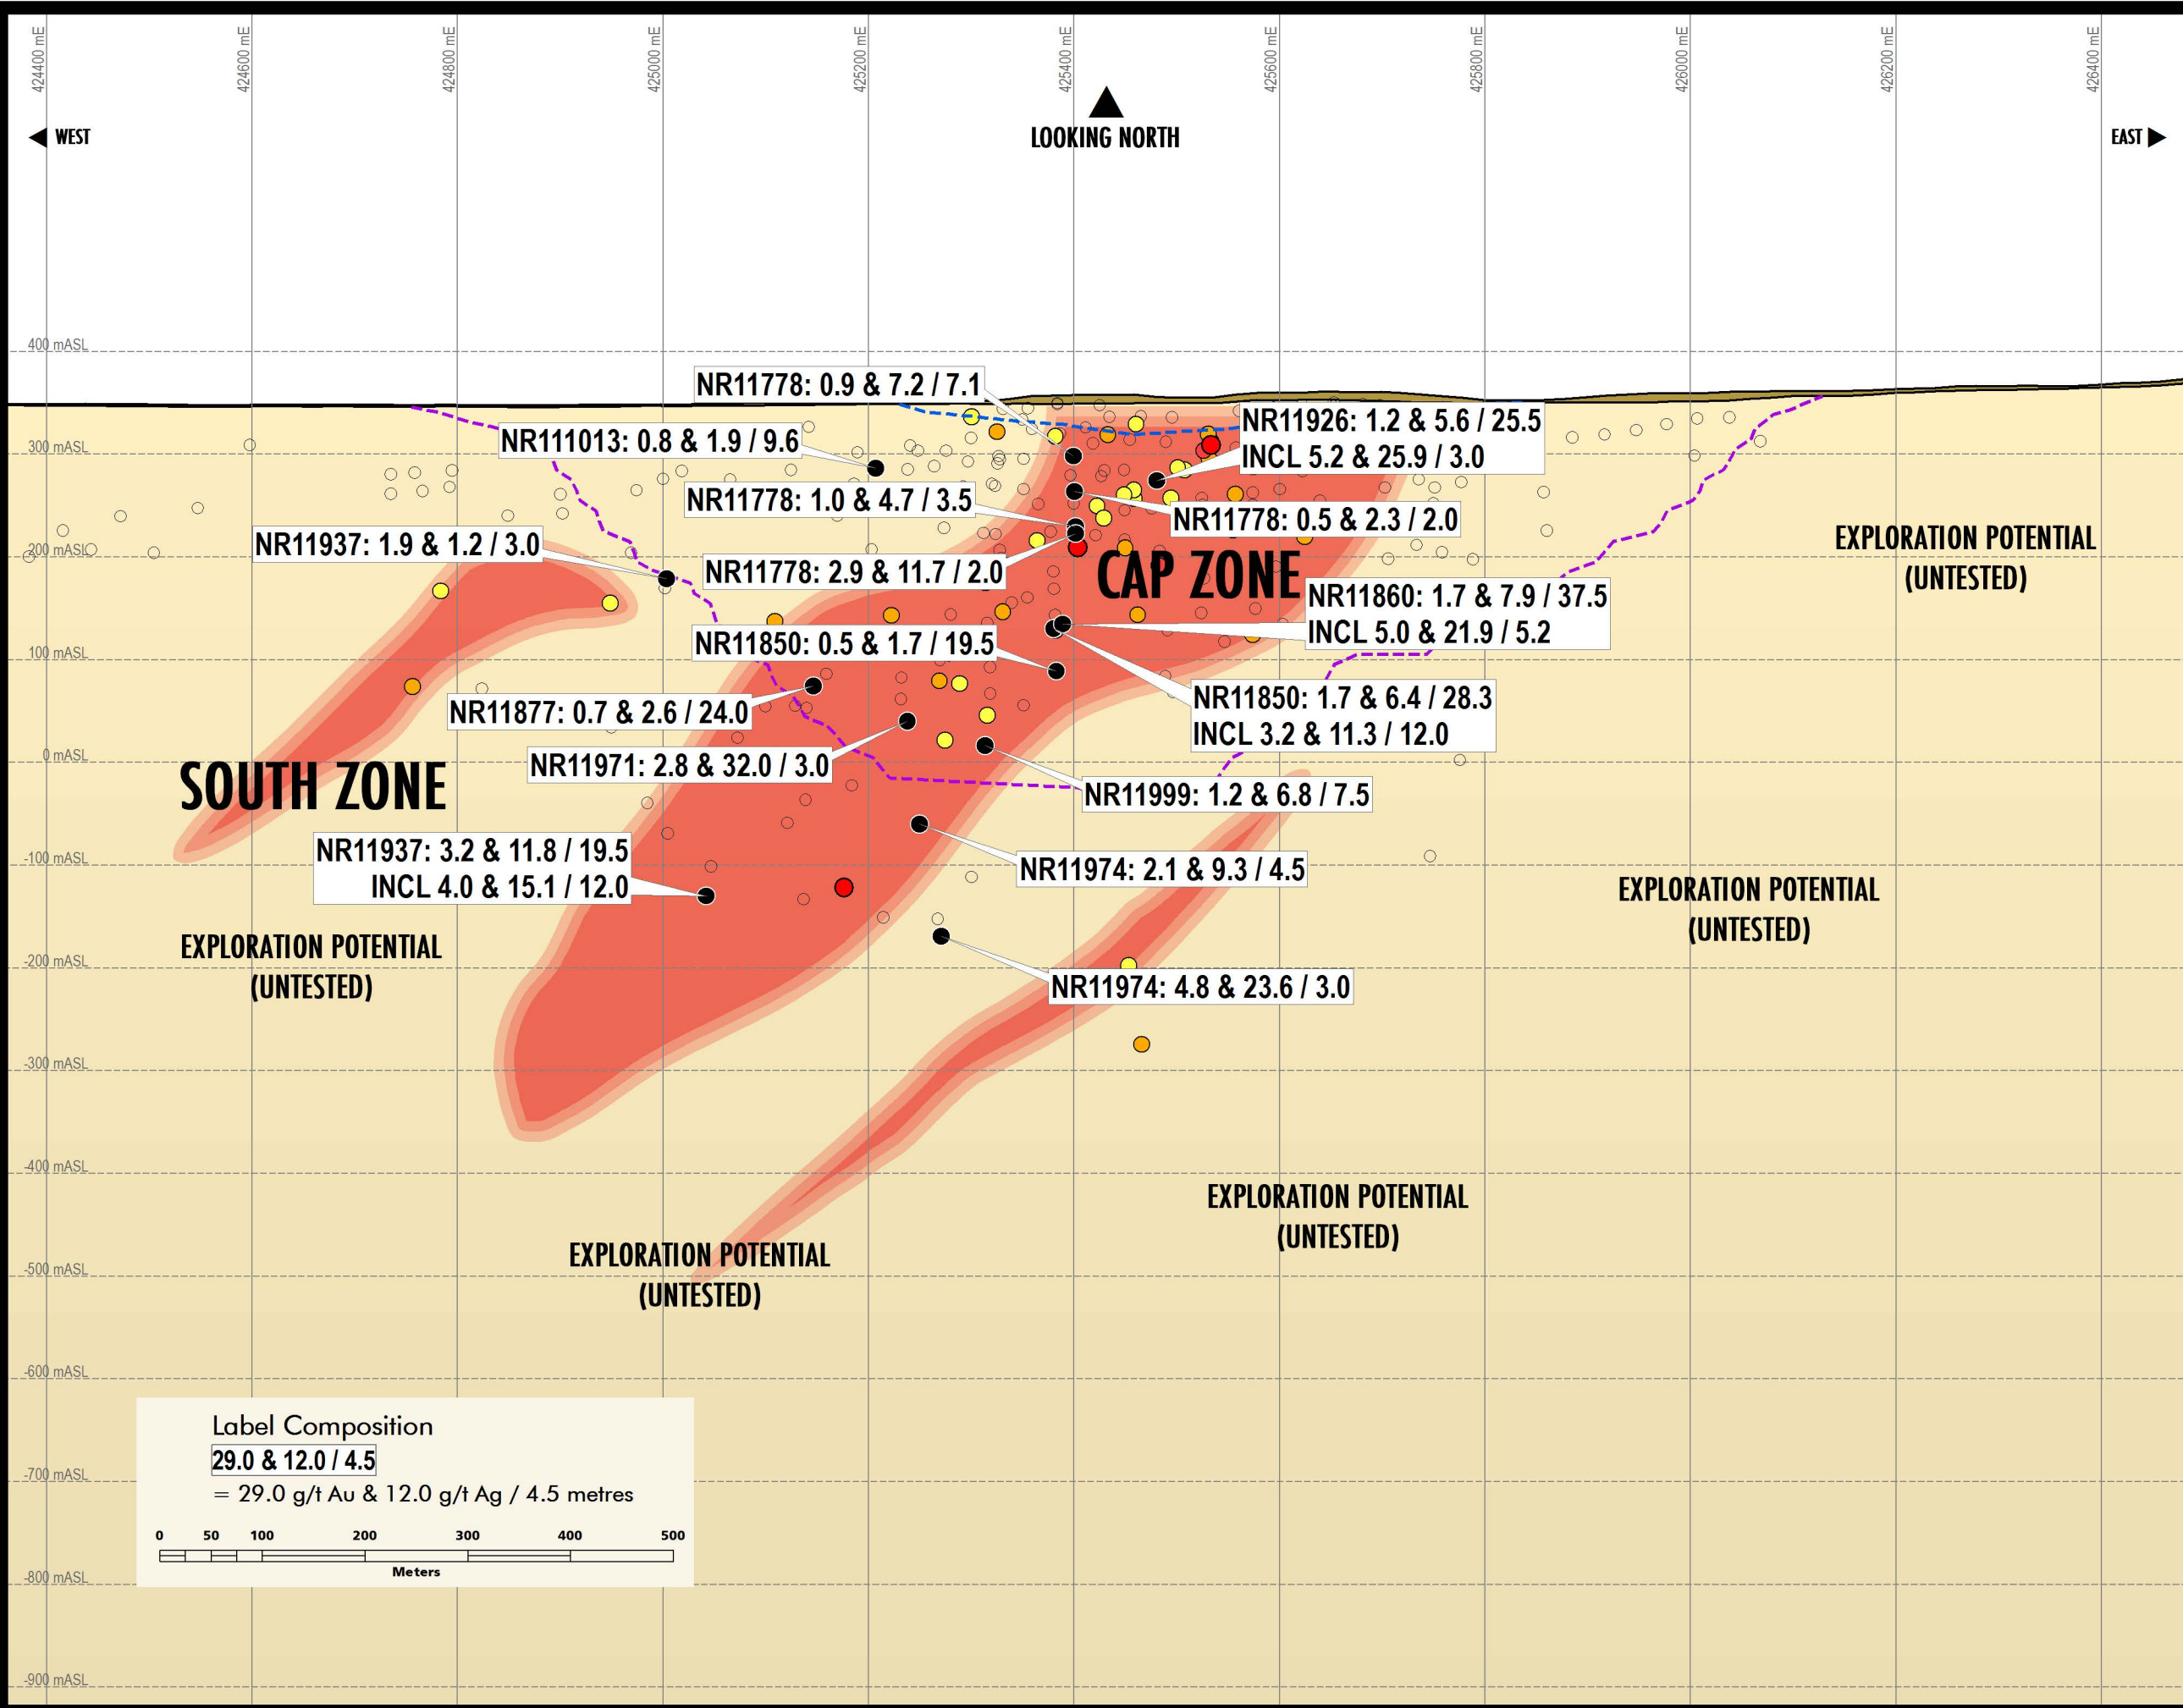 424400 mE
424600 mE
424800 mE
425000 mE
425200 mE
425400 mE
425600 mE
425800 mE
426000 mE
426200 mE
426400 mE
WEST
LOOKING NORTH
EAST
400 mASL
NR11778: 0.9 & 7.2 / 7.1
NR11926: 1.2 & 5.6 / 25.5
INCL 5.2 & 25.9 / 3.0
NR111013: 0.8 & 1.9 / 9.6
300 mASL
NR11778: 1.0 & 4.7 / 3.5
NR11778: 0.5 & 2.3 / 2.0
NR11937: 1.9 & 1.2 / 3.0
200 mASL
EXPLORATION POTENTIAL
(UNTESTED)
NR11778: 2.9 & 11.7 / 2.0
CAP ZONE
NR11860: 1.7 & 7.9 / 37.5
INCL 5.0 & 21.9 / 5.2
NR11850: 0.5 & 1.7 / 19.5
100 mASL
NR11850: 1.7 & 6.4 / 28.3
INCL 3.2 & 11.3 / 12.0
NR11877: 0.7 & 2.6 / 24.0
0 mASL
NR11971: 2.8 & 32.0 / 3.0
SOUTH ZONE
NR11999: 1.2 & 6.8 / 7.5
NR11937: 3.2 & 11.8 / 19.5
INCL 4.0 & 15.1 / 12.0
-100 mASL
NR11974: 2.1 & 9.3 / 4.5
EXPLORATION POTENTIAL
(UNTESTED)
EXPLORATION POTENTIAL
(UNTESTED)
-200 mASL
NR11974: 4.8 & 23.6 / 3.0
-300 mASL
-400 mASL
EXPLORATION POTENTIAL
(UNTESTED)
EXPLORATION POTENTIAL
(UNTESTED)
-500 mASL
-600 mASL
Label Composition
29.0 & 12.0 / 4.5
= 29.0 g/t Au & 12.0 g/t Ag / 4.5 metres
-700 mASL
0 50 100 200 300 400 500
Meters
-800 mASL
-900 mASL